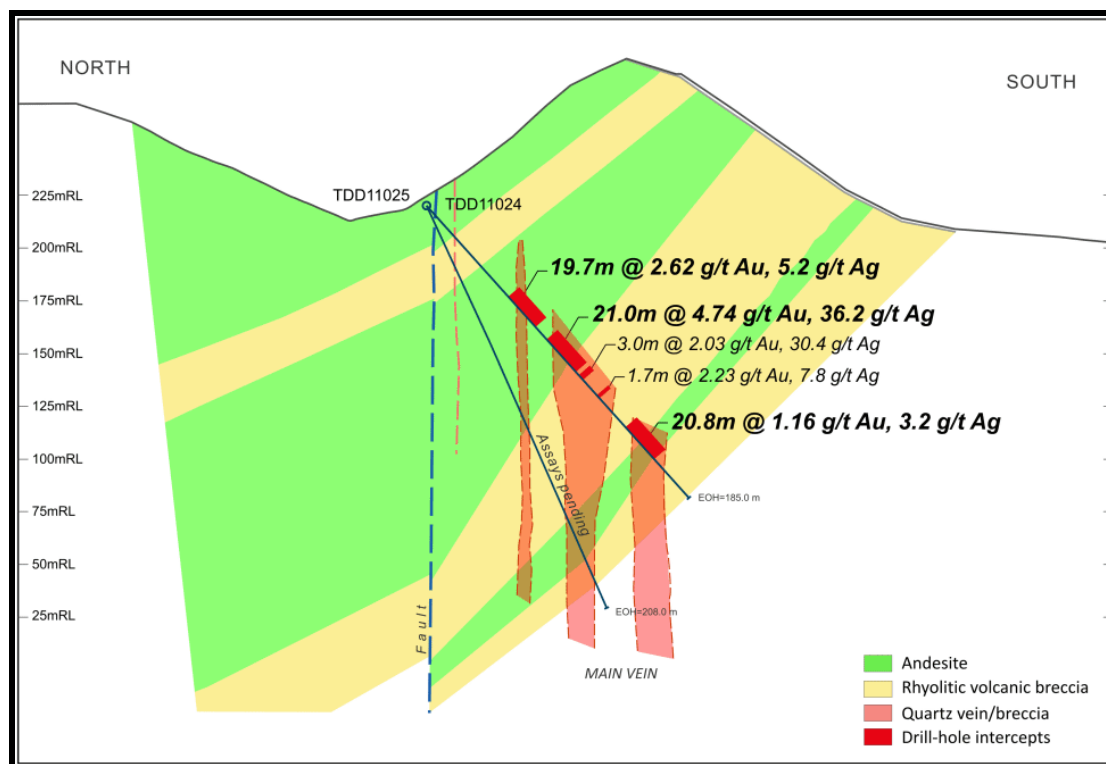 NORTH
SOUTH
225mRL
200mRL
175mRL
150mRL
125mRL
100mRL
75mRL
50mRL
25mRL
TDD11025
TDD11024
19.7m @ 2.62 g/t Au, 5.2 g/t Ag
21.0m @ 4.74 g/t Au, 36.2 g/t Ag
3.0m @ 2.03 g/t Au, 30.4 g/t Ag
1.7m @ 2.23 g/t Au, 7.8 g/t Ag
20.8m @ 1.16 g/t Au, 3.2 g/t Ag
Assays pending
EOH=185.0 m
EOH=208.0 m
Fault
MAIN VEIN
Andesite
Rhyolitic volcanic breccia
Quartz vein/breccia
Drill-hole intercepts